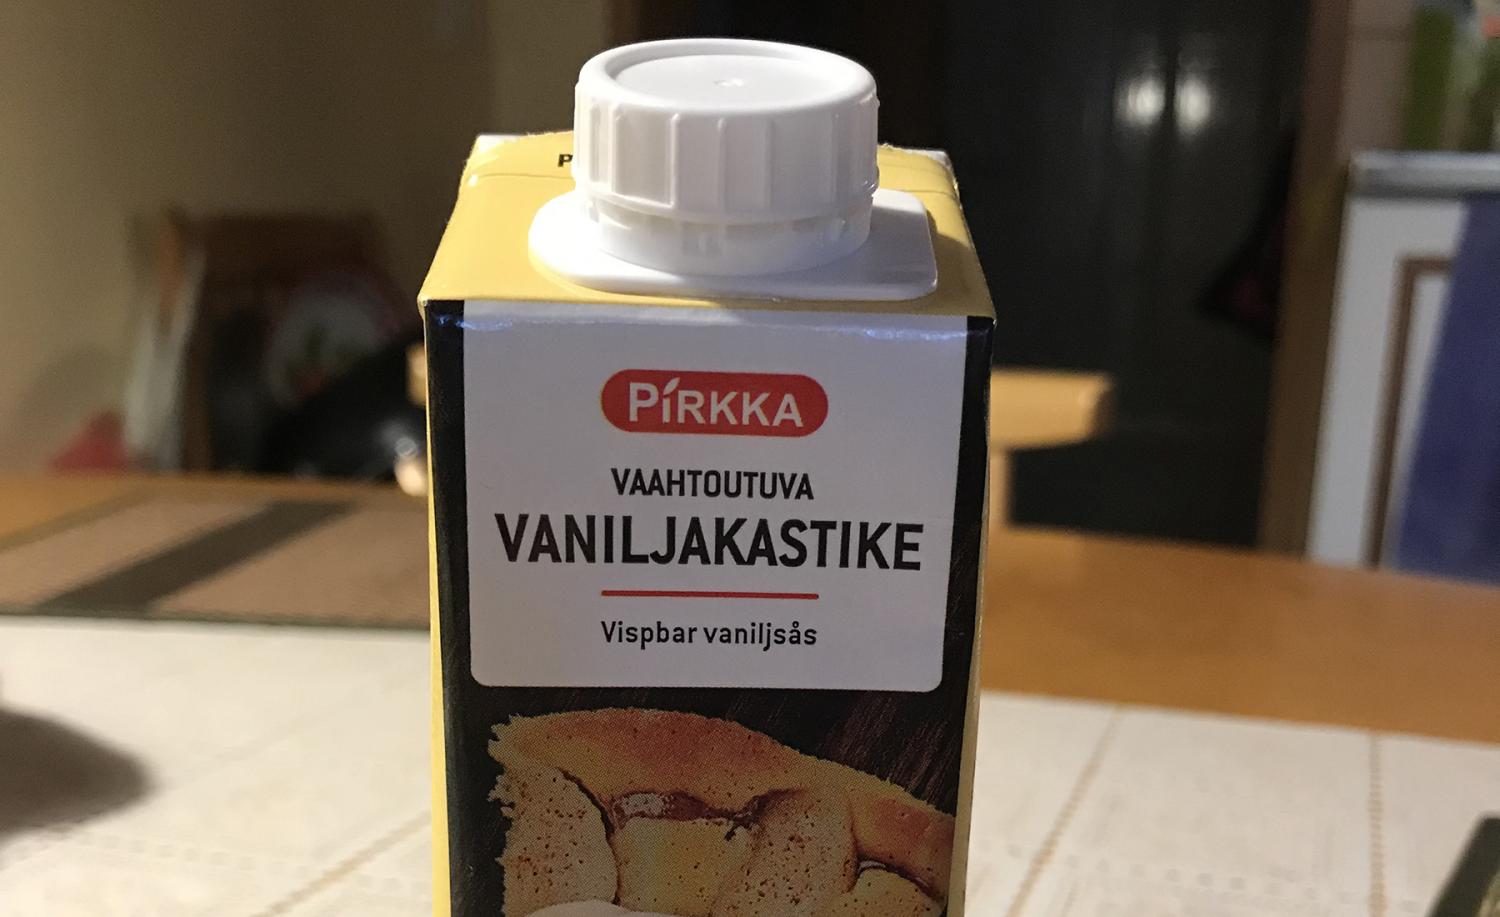 PIRKKA
VAAHTOUTUVA
VANILJAKASTIKE
Vispbar vaniljsås